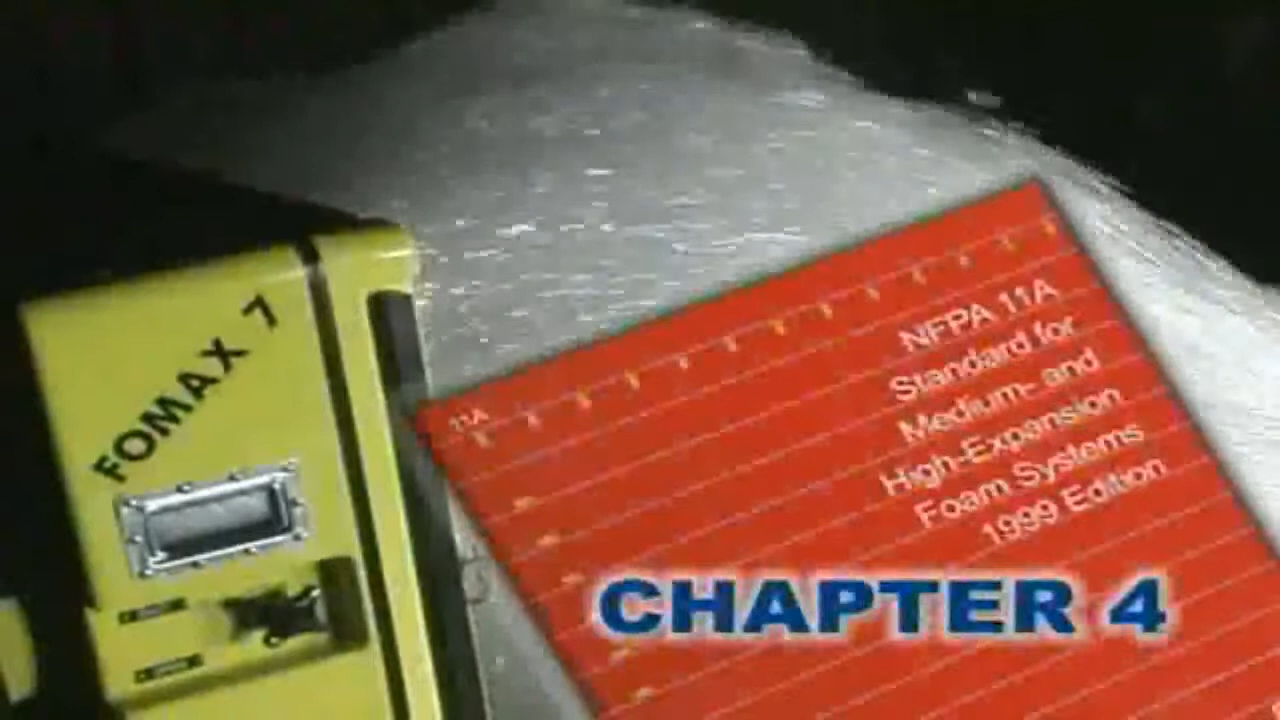 FOMAX 7
11A
NFPA 11A
Standard for
Medium- and
High-Expansion
Foam Systems
1999 Edition
CHAPTER 4